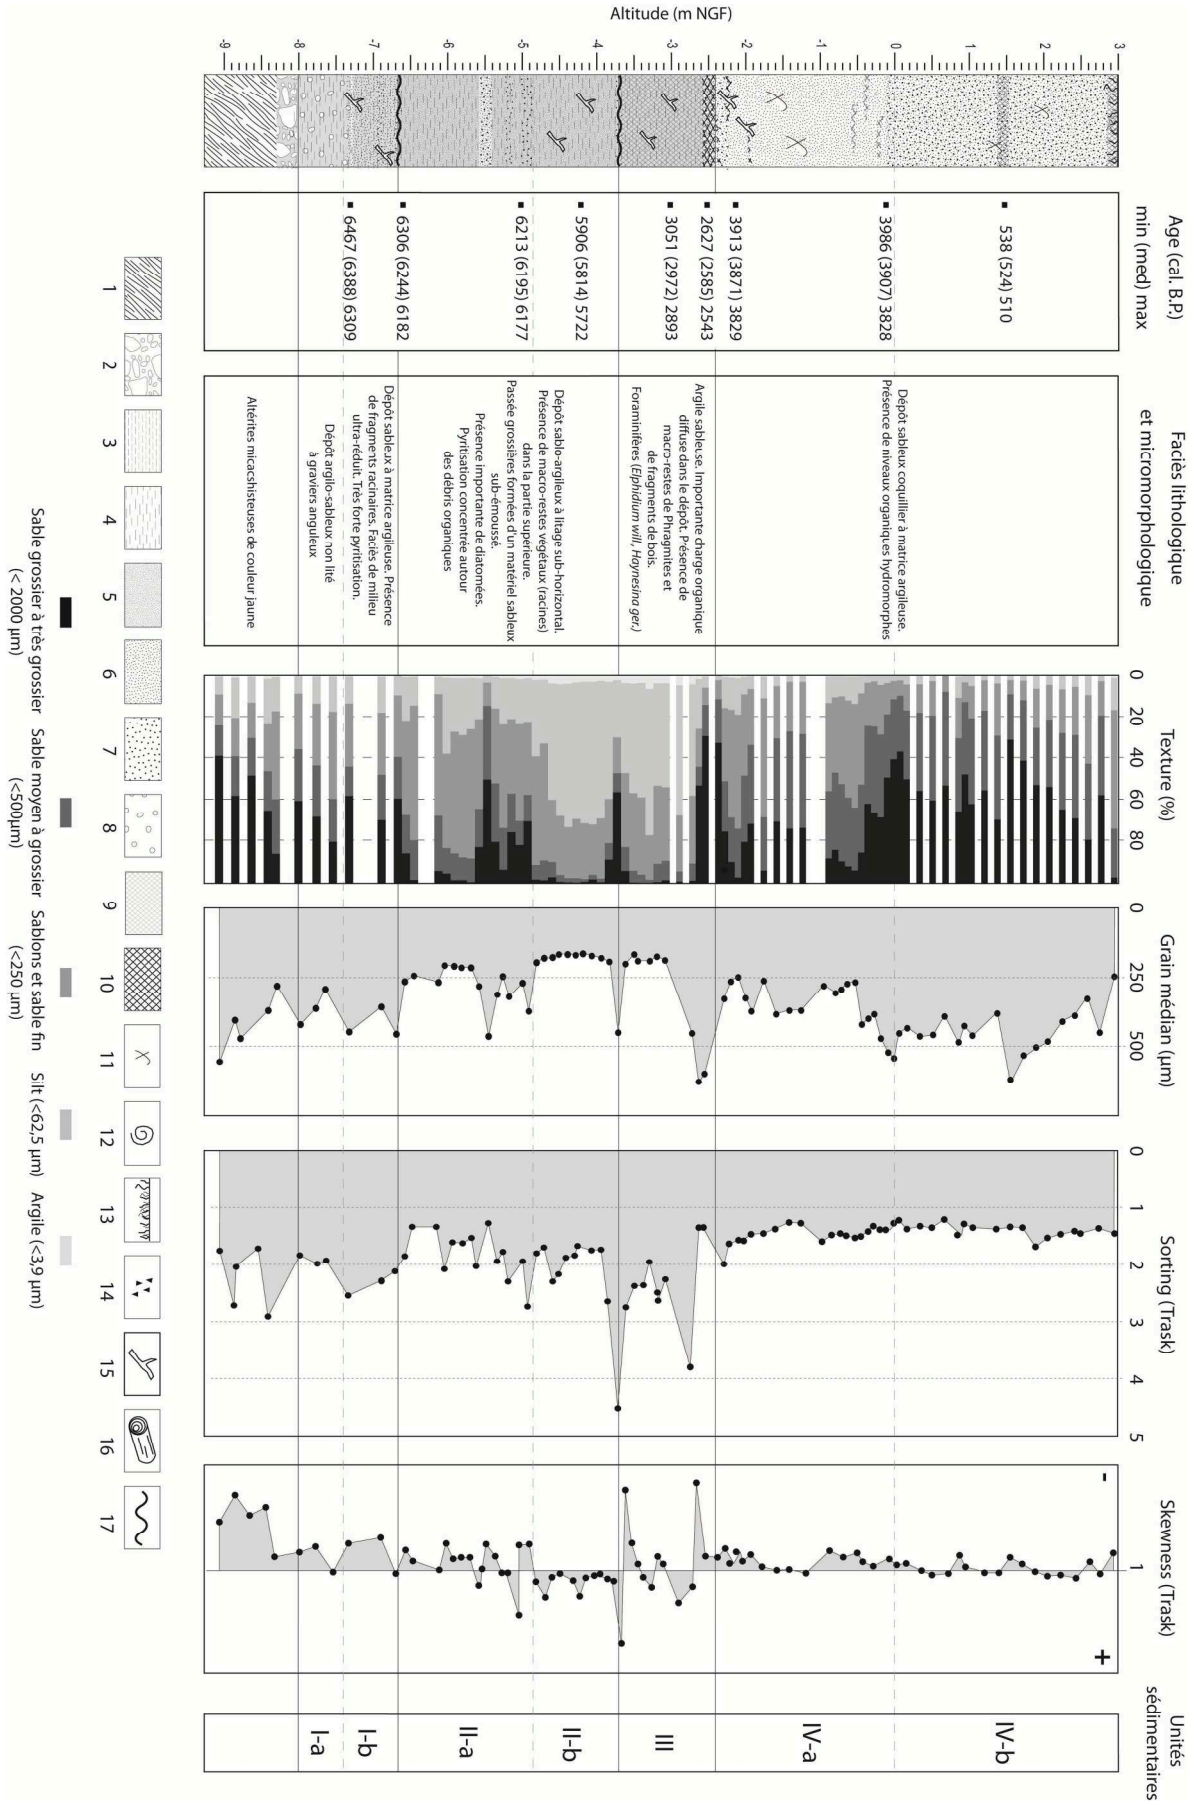 Altitude (m NGF)
3
2
1
0
-1
-2
-3
-4
-5
-6
-7
-8
-9
Age (cal. B.P.)
min (med) max
538 (524) 510
3986 (3907) 3828
3913 (3871) 3829
2627 (2585) 2543
3051 (2972) 2893
5906 (5814) 5722
6213 (6195) 6177
6306 (6244) 6182
6467 (6388) 6309
Faciès lithologique
et micromorphologique
Dépôt sableux coquillier à matrice argileuse.
Présence de niveaux organiques hydromorphes
Argile sableuse. Importante charge organique
diffuse dans le dépôt. Présence de
macro-restes de Phragmites et
de fragments de bois.
Foraminifères (Elphidium will., Haynesina ger.)
Dépôt sablo-argileux à litage sub-horizontal.
Présence de macro-restes vegétaux (racines)
dans la partie superieure.
Passée grossières formées d'un matériel sableux
sub-émoussé.
Présence importante de diatomées.
Pyritisation concentrée autour
des débris organiques
Dépôt sableux à matrice argileuse. Présence
de fragments racinaires. Faciès de milieu
ultra-réduit. Très forte pyritisation.
Dépôt argilo-sableux non lité
à graviers anguleux
Altérites micaschisteuses de couleur jaune
Texture (%)
0
20
40
60
80
Grain médian (µm)
0
250
500
Sorting (Trask)
0
1
2
3
4
5
Skewness (Trask)
-
1
+
Unités
sédimentaires
IV-b
IV-a
III
II-b
II-a
I-b
I-a
1
2
3
4
5
6
7
8
9
10
11
12
13
14
15
16
17
Sable grossier à très grossier
(< 2000 µm)
Sable moyen à grossier
(<500µm)
Sablons et sable fin
(<250 µm)
Silt (<62,5 µm)
Argile (<3,9 µm)